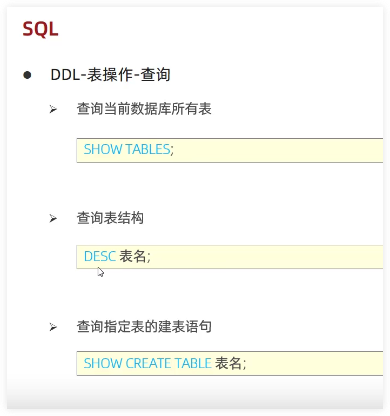 SQL
DDL-表操作-查询
查询当前数据库所有表
SHOW TABLES;
查询表结构
DESC 表名;
查询指定表的建表语句
SHOW CREATE TABLE 表名;